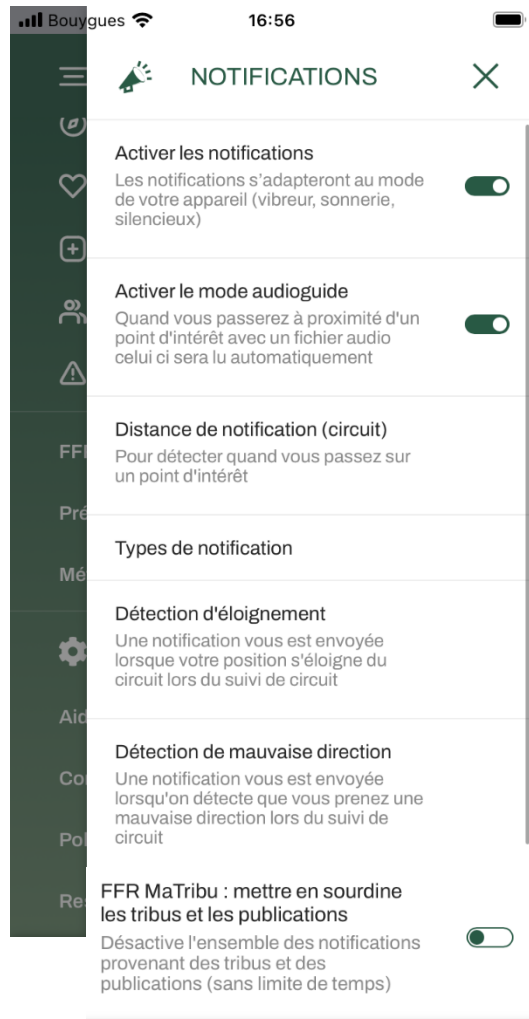 Bouygues 16:56
NOTIFICATIONS
Activer les notifications
Les notifications s'adapteront au mode
de votre appareil (vibreur, sonnerie,
silencieux)
Activer le mode audioguide
Quand vous passerez à proximité d'un
point d'intérêt avec un fichier audio
celui ci sera lu automatiquement
Distance de notification (circuit)
Pour détecter quand vous passez sur
un point d'intérêt
Types de notification
Détection d'éloignement
Une notification vous est envoyée
lorsque votre position s'éloigne du
circuit lors du suivi de circuit
Détection de mauvaise direction
Une notification vous est envoyée
lorsqu'on détecte que vous prenez une
mauvaise direction lors du suivi de
circuit
FFR MaTribu : mettre en sourdine
les tribus et les publications
Désactive l'ensemble des notifications
provenant des tribus et des
publications (sans limite de temps)